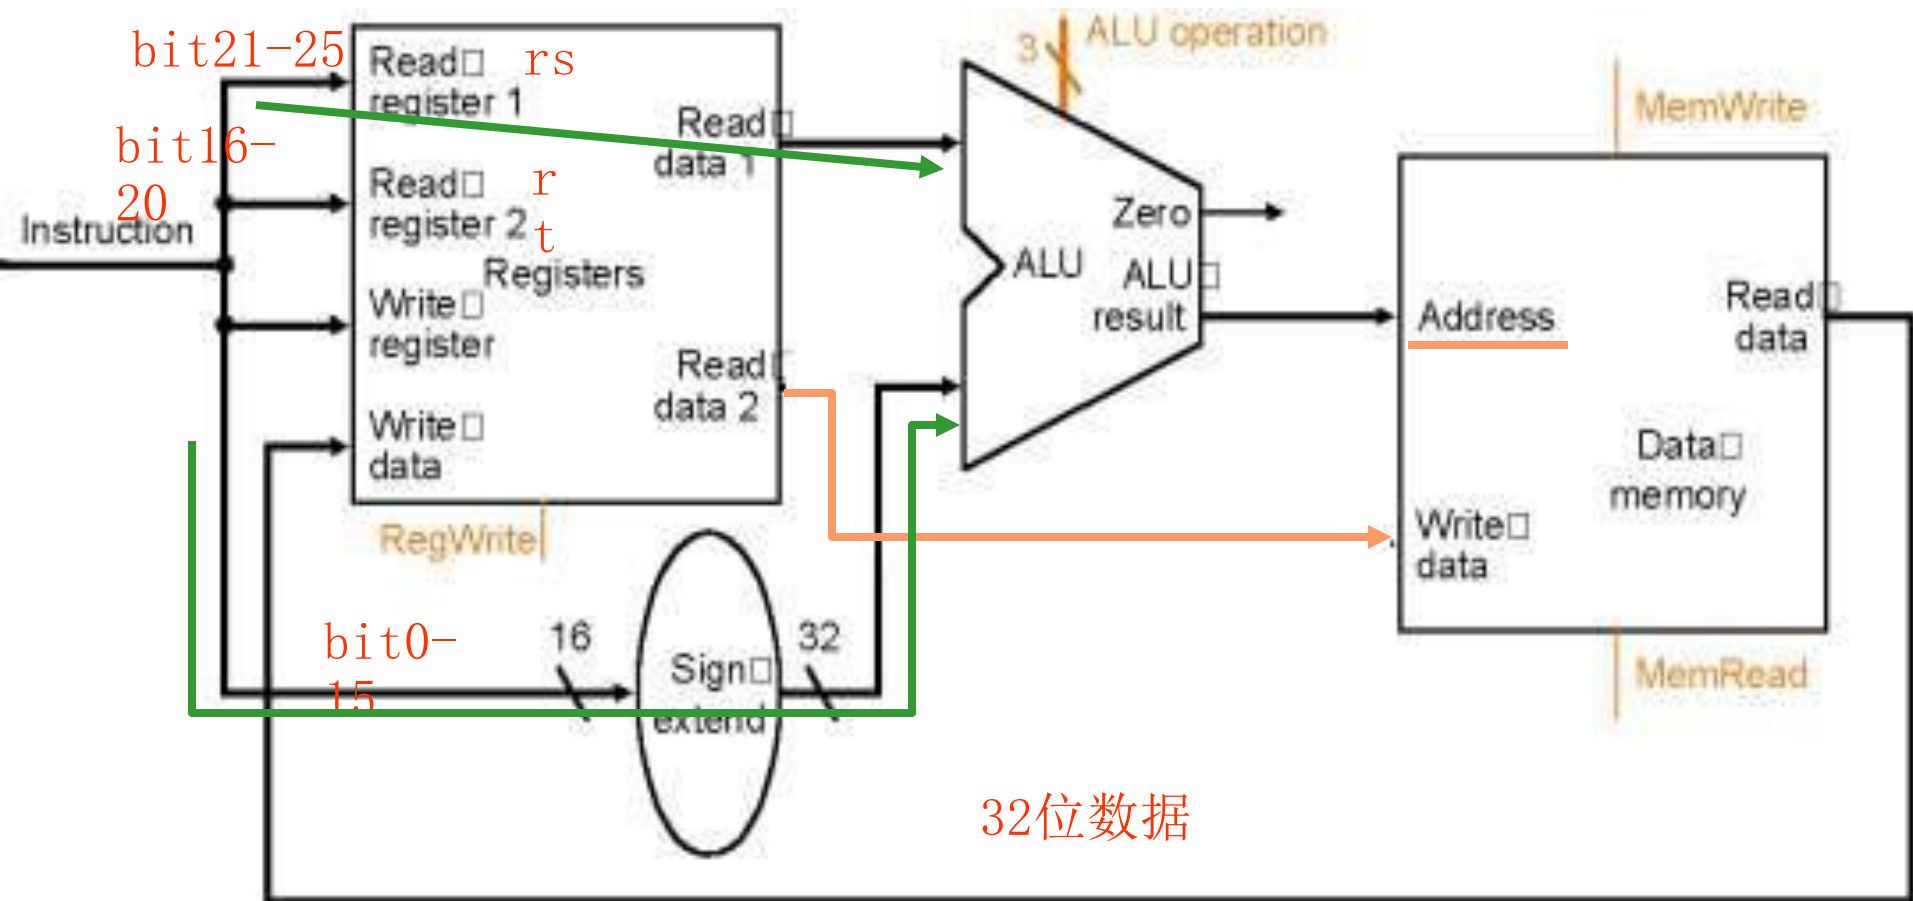 bit21-25
Read
register 1
rs
bit16-
20
Read
register 2
r
t
Instruction
Registers
Write
register
Write
data
Read
data 1
Read
data 2
RegWrite
bit0-
15
16
Sign
extend
32
3
ALU operation
ALU
Zero
ALU
result
MemWrite
Address
Read
data
Data
memory
Write
data
MemRead
32位数据